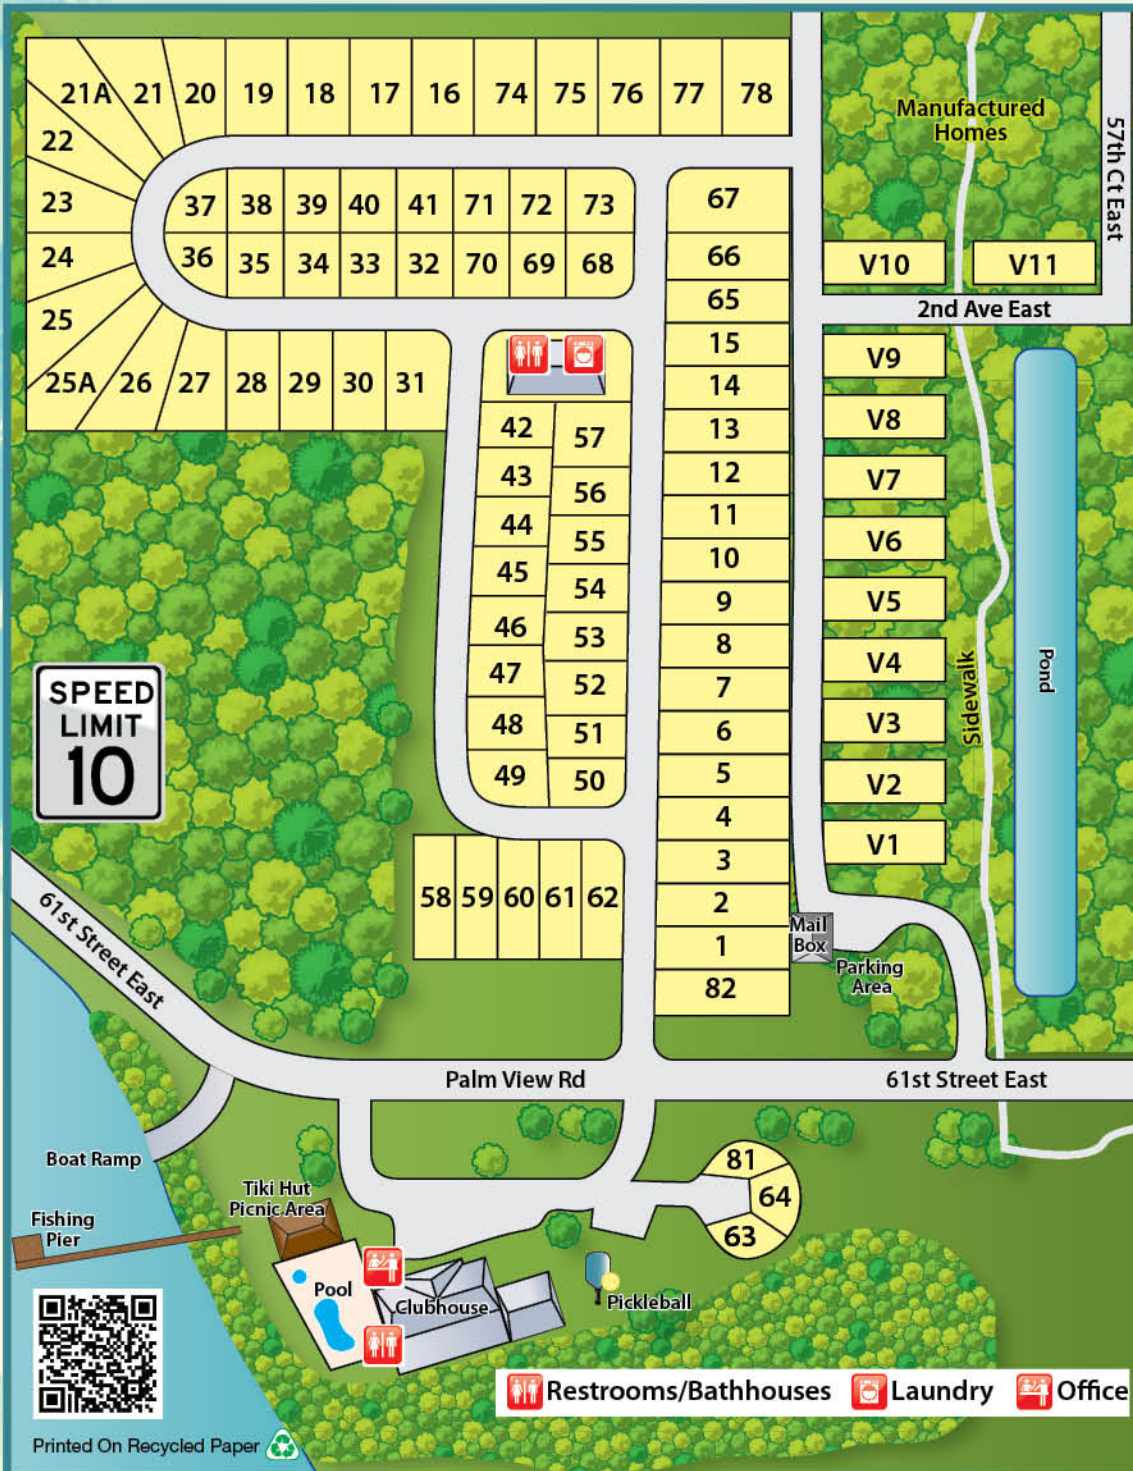 21A 21 20 19 18 17 16 74 75 76 77 78
22
23
24
25
25A 26 27 28 29 30 31
37 38 39 40 41 71 72 73
36 35 34 33 32 70 69 68
67
66
65
15
14
13
12
11
10
9
8
7
6
5
4
3
2
1
82
42
43
44
45
46
47
48
49
57
56
55
54
53
52
51
50
58 59 60 61 62
Manufactured
Homes
57th Ct East
V10 V11
2nd Ave East
V9
V8
V7
V6
V5
V4
V3
V2
V1
Sidewalk
Pond
SPEED
LIMIT
10
Mail
Box
Parking
Area
61st Street East
Palm View Rd
61st Street East
81
64
63
Boat Ramp
Fishing
Pier
Tiki Hut
Picnic Area
Pool
Clubhouse
Pickleball
Restrooms/Bathhouses Laundry Office
Printed On Recycled Paper